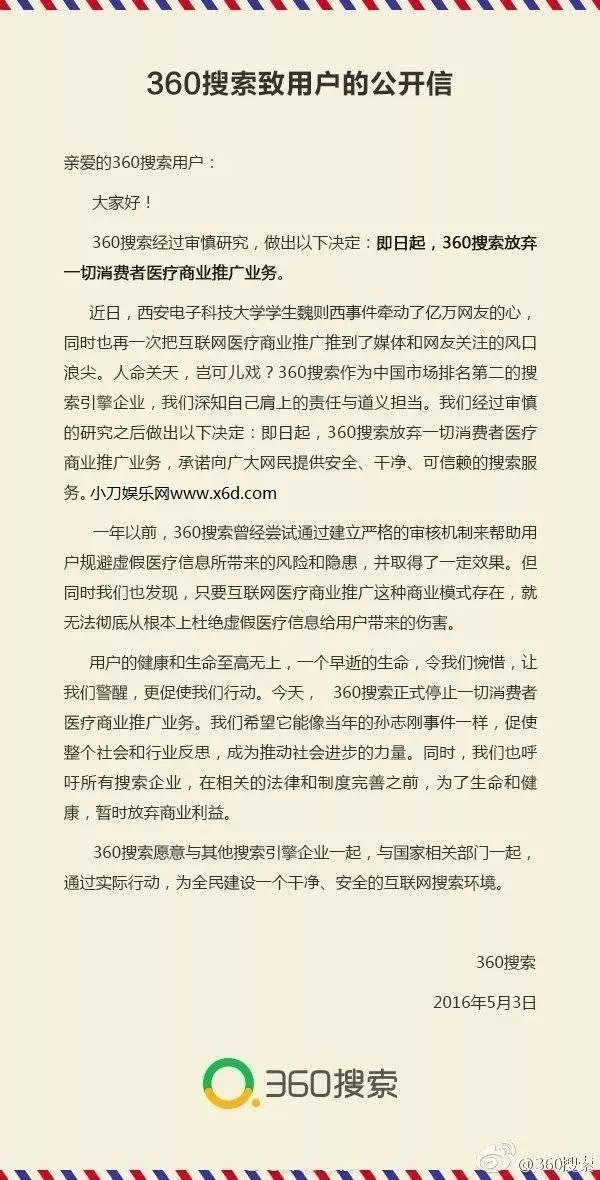 360搜索致用户的公开信
亲爱的360搜索用户：
大家好！
360搜索经过审慎研究，做出以下决定：即日起，360搜索放弃
一切消费者医疗商业推广业务。
近日，西安电子科技大学学生魏则西事件牵动了亿万网友的心，
同时也再一次把互联网医疗商业推广推到了媒体和网友关注的风口
浪尖。人命关天，岂可儿戏？360搜索作为中国市场排名第二的搜
索引擎企业，我们深知自己肩上的责任与道义担当。我们经过审慎
的研究之后做出以下决定：即日起，360搜索放弃一切消费者医疗
商业推广业务，承诺向广大网民提供安全、干净、可信赖的搜索服
务。小刀娱乐网www.x6d.com
一年以前，360搜索曾经尝试通过建立严格的审核机制来帮助用
户规避虚假医疗信息所带来的风险和隐患，并取得了一定效果。但
同时我们也发现，只要互联网医疗商业推广这种商业模式存在，就
无法彻底从根本上杜绝虚假医疗信息给用户带来的伤害。
用户的健康和生命至高无上，一个早逝的生命，令我们惋惜，让
我们警醒，更促使我们行动。今天， 360搜索正式停止一切消费者
医疗商业推广业务。我们希望它能像当年的孙志刚事件一样，促使
整个社会和行业反思，成为推动社会进步的力量。同时，我们也呼
吁所有搜索企业，在相关的法律和制度完善之前，为了生命和健
康，暂时放弃商业利益。
360搜索愿意与其他搜索引擎企业一起，与国家相关部门一起，
通过实际行动，为全民建设一个干净、安全的互联网搜索环境。
360搜索
2016年5月3日
360搜索
@360搜索